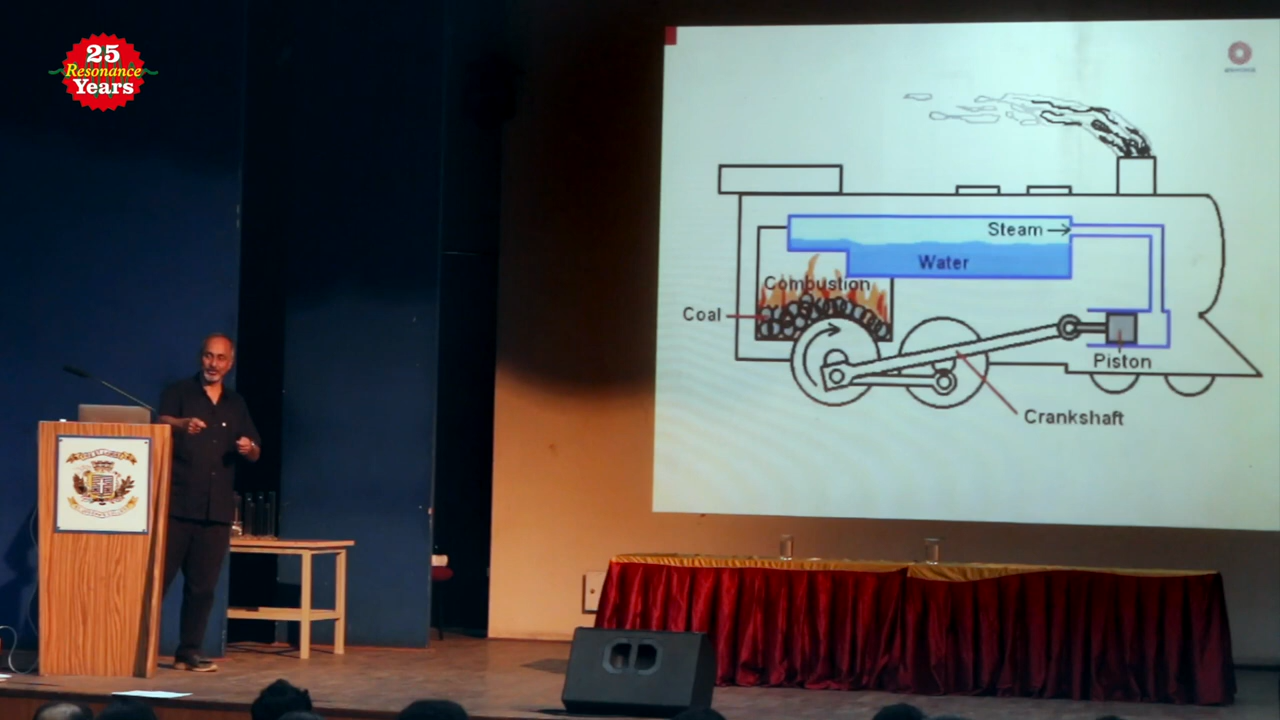 25
Resonance
Years
Steam
Water
Combustion
Coal
Piston
Crankshaft